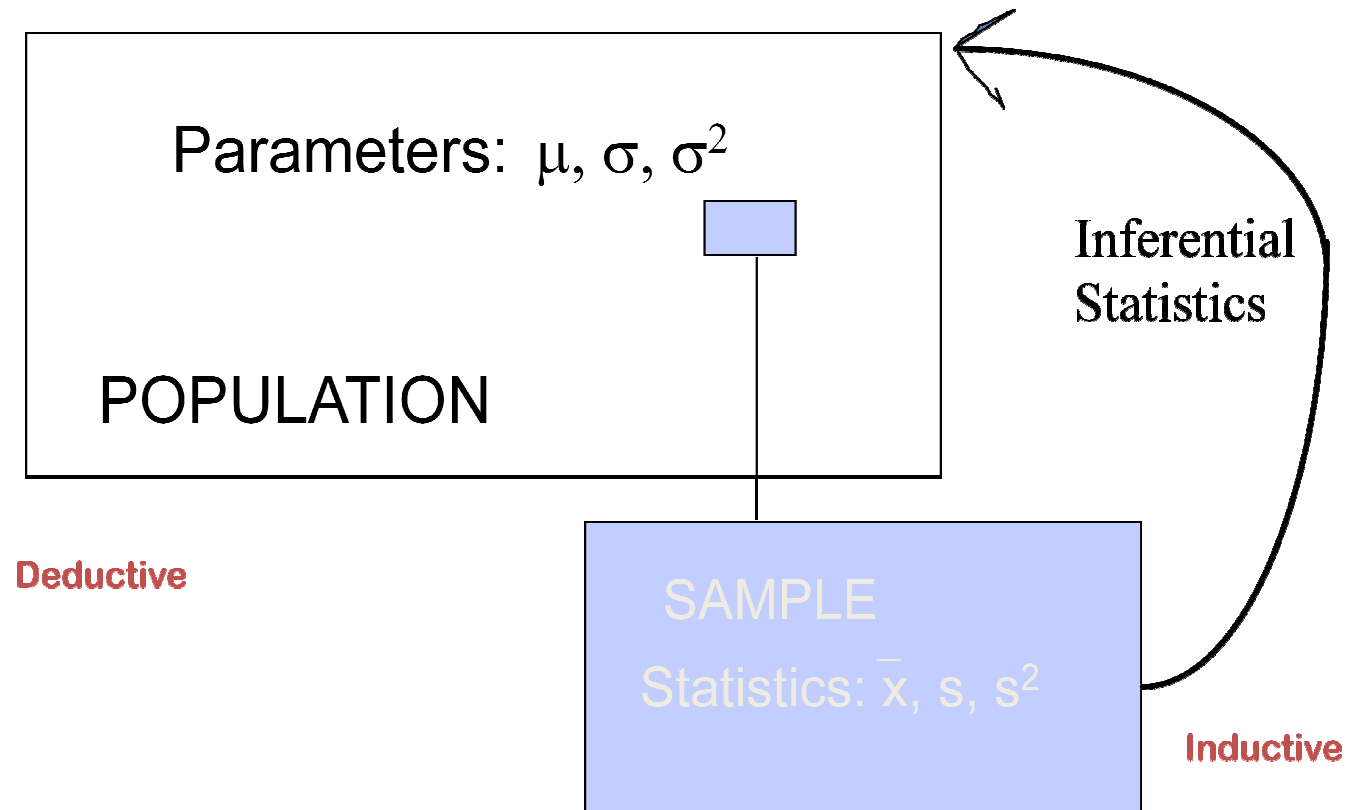 Parameters: μ, σ, σ²
Inferential
Statistics
POPULATION
Deductive
SAMPLE
Statistics: x̄, s, s²
Inductive